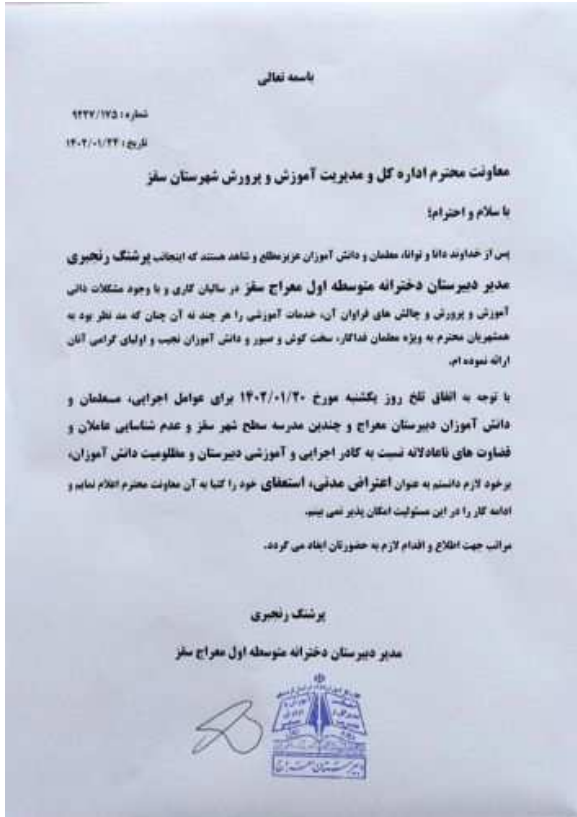 باسمه تعالی
شماره: ۹۲۲۷/۱۷۵
تاریخ: ۱۴۰۲/۰۱/۲۴
معاونت محترم اداره کل و مدیریت آموزش و پرورش شهرستان سقز
با سلام و احترام؛
پس از خداوند دانا و توانا، معلمان و دانش آموزان عزیز مطلع و شاهد هستند که اینجانب پرشنگ رنجبری
مدیر دبیرستان دخترانه متوسطه اول معراج سقز در سالیان کاری و با وجود مشکلات ذاتی
آموزش و پرورش و چالش های فراوان آن، خدمات آموزشی را هر چند نه آن چنان که مد نظر بود به
همشهریان محترم به ویژه معلمان فداکار، سخت کوش و صبور و دانش آموزان نجیب و اولیای گرامی آنان
ارائه نموده ام.
با توجه به اتفاق تلخ روز یکشنبه مورخ ۱۴۰۲/۰۱/۲۰ برای عوامل اجرایی، معلمان و
دانش آموزان دبیرستان معراج و چندین مدرسه سطح شهر سقز و عدم شناسایی عاملان و
قضاوت های ناعادلانه نسبت به کادر اجرایی و آموزشی دبیرستان و مظلومیت دانش آموزان،
برخود لازم دانستم به عنوان اعتراض مدنی، استعفای خود را کتبا به آن معاونت محترم اعلام نمایم و
ادامه کار را در این مسئولیت امکان پذیر نمی بینم.
مراتب جهت اطلاع و اقدام لازم به حضورتان ایفاد می گردد.
پرشنگ رنجبری
مدیر دبیرستان دخترانه متوسطه اول معراج سقز
دبیرستان معراج